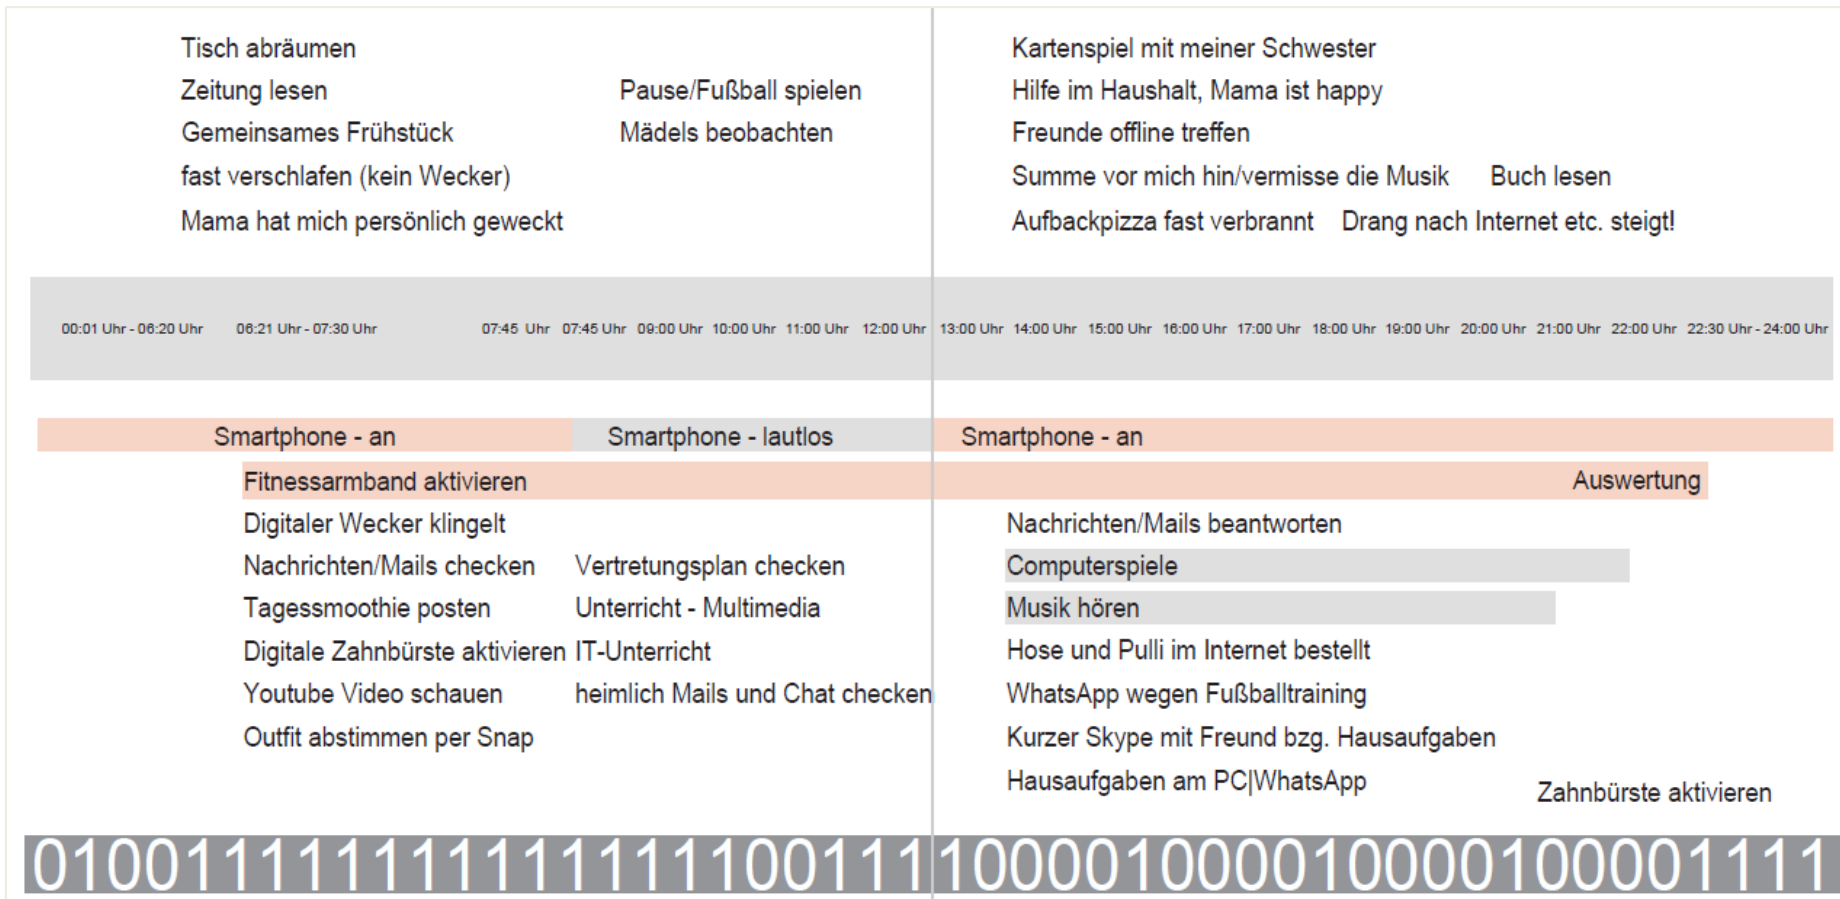 Tisch abräumen
Zeitung lesen
Gemeinsames Frühstück
fast verschlafen (kein Wecker)
Mama hat mich persönlich geweckt
Pause/Fußball spielen
Mädels beobachten
Kartenspiel mit meiner Schwester
Hilfe im Haushalt, Mama ist happy
Freunde offline treffen
Summe vor mich hin/vermisse die Musik Buch lesen
Aufbackpizza fast verbrannt Drang nach Internet etc. steigt!
00:01 Uhr - 06:20 Uhr 06:21 Uhr - 07:30 Uhr 07:45 Uhr 07:45 Uhr 09:00 Uhr 10:00 Uhr 11:00 Uhr 12:00 Uhr 13:00 Uhr 14:00 Uhr 15:00 Uhr 16:00 Uhr 17:00 Uhr 18:00 Uhr 19:00 Uhr 20:00 Uhr 21:00 Uhr 22:00 Uhr 22:30 Uhr - 24:00 Uhr
Smartphone - an Smartphone - lautlos Smartphone - an
Fitnessarmband aktivieren Auswertung
Digitaler Wecker klingelt
Nachrichten/Mails checken
Tagessmoothie posten
Digitale Zahnbürste aktivieren
Youtube Video schauen
Outfit abstimmen per Snap
Vertretungsplan checken
Unterricht - Multimedia
IT-Unterricht
heimlich Mails und Chat checken
Nachrichten/Mails beantworten
Computerspiele
Musik hören
Hose und Pulli im Internet bestellt
WhatsApp wegen Fußballtraining
Kurzer Skype mit Freund bzg. Hausaufgaben
Hausaufgaben am PC|WhatsApp
Zahnbürste aktivieren
010011111111111111100111 100001000010000100001111